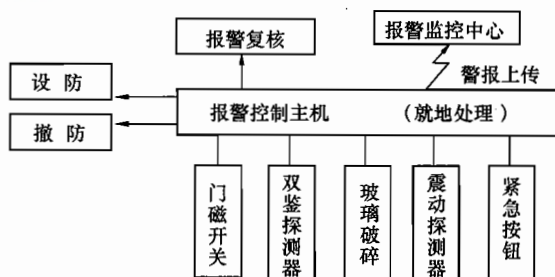 报警复核
报警监控中心
设防
警报上传
报警控制主机 (就地处理)
撤防
门磁开关
双鉴探测器
玻璃破碎
震动探测器
紧急按钮